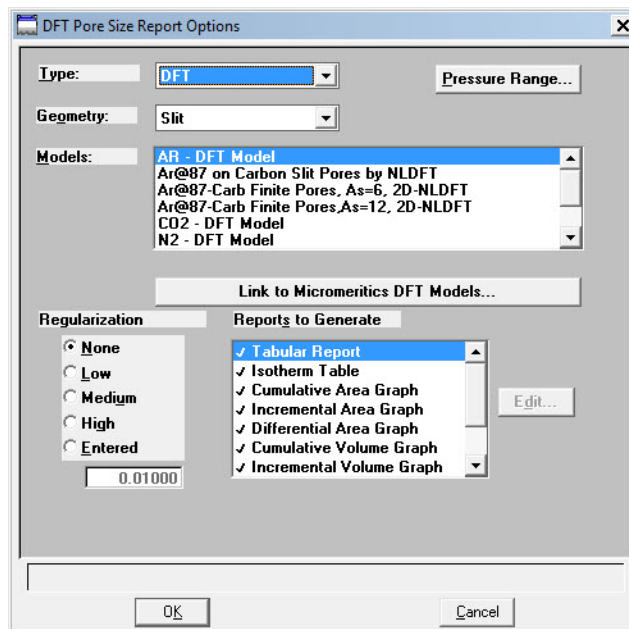 DFT Pore Size Report Options
Type:
DFT
Pressure Range...
Geometry:
Slit
Models:
AR - DFT Model
Ar@87 on Carbon Slit Pores by NLDFT
Ar@87-Carb Finite Pores, As=6, 2D-NLDFT
Ar@87-Carb Finite Pores,As=12, 2D-NLDFT
CO2 - DFT Model
N2 - DFT Model
Link to Micromeritics DFT Models...
Regularization
None
Low
Medium
High
Entered
0.01000
Reports to Generate
✓ Tabular Report
✓ Isotherm Table
✓ Cumulative Area Graph
✓ Incremental Area Graph
✓ Differential Area Graph
✓ Cumulative Volume Graph
✓ Incremental Volume Graph
Edit...
OK
Cancel